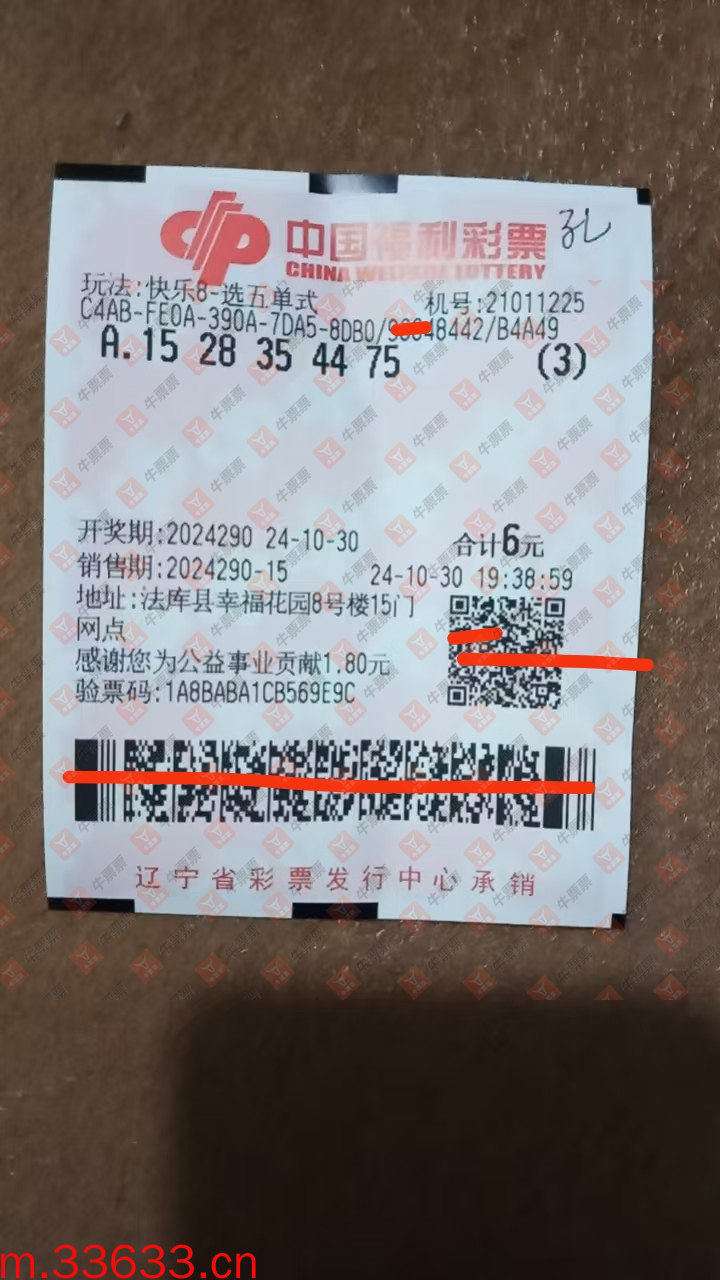 中国福利彩票
CHINA WELFARE LOTTERY
孔
玩法:快乐8-选五单式 机号:21011225
C4AB-FE0A-390A-7DA5-8DB0/ 48442/B4A49
A.15 28 35 44 75 (3)
开奖期:2024290 24-10-30 合计6元
销售期:2024290-15 24-10-30 19:38:59
地址:法库县幸福花园8号楼15门
网点
感谢您为公益事业贡献1.80元
验票码:1A8BABA1CB569E9C
辽宁省彩票发行中心承销
牛票票
m.33633.cn